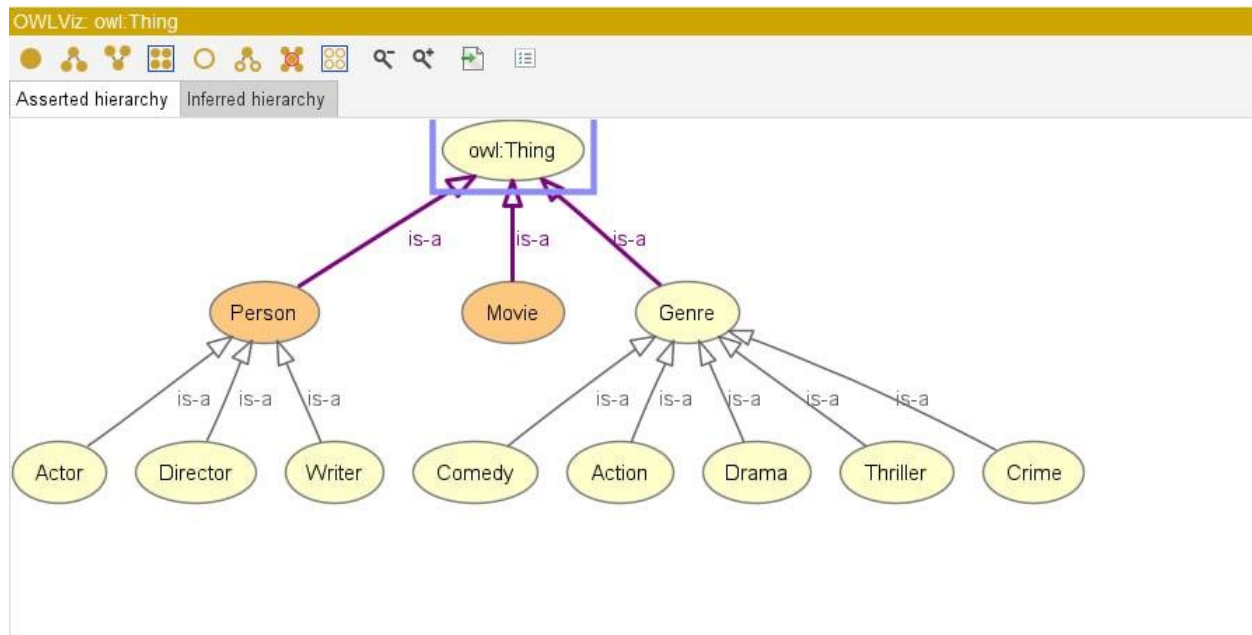 OWLViz: owl:Thing
Asserted hierarchy Inferred hierarchy
owl:Thing
is-a is-a is-a
Person Movie Genre
is-a is-a is-a is-a is-a is-a is-a is-a
Actor Director Writer Comedy Action Drama Thriller Crime